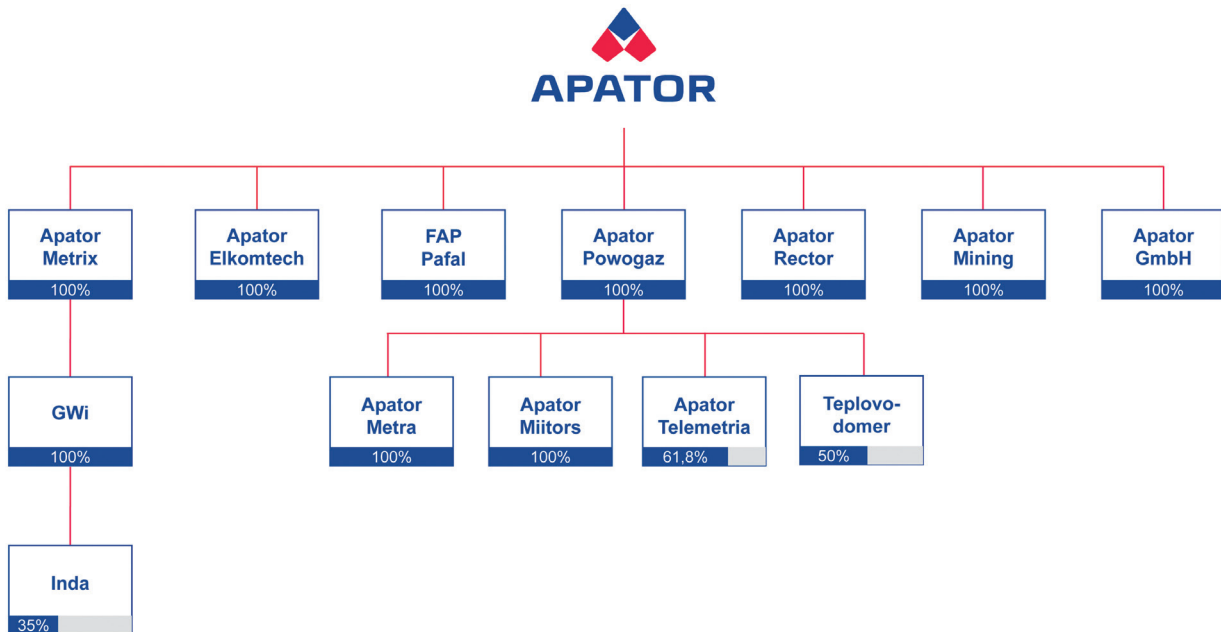 APATOR
Apator
Metrix
100%
Apator
Elkomtech
100%
FAP
Pafal
100%
Apator
Powogaz
100%
Apator
Rector
100%
Apator
Mining
100%
Apator
GmbH
100%
GWi
100%
Apator
Metra
100%
Apator
Miitors
100%
Apator
Telemetria
61,8%
Teplovo-
domer
50%
Inda
35%